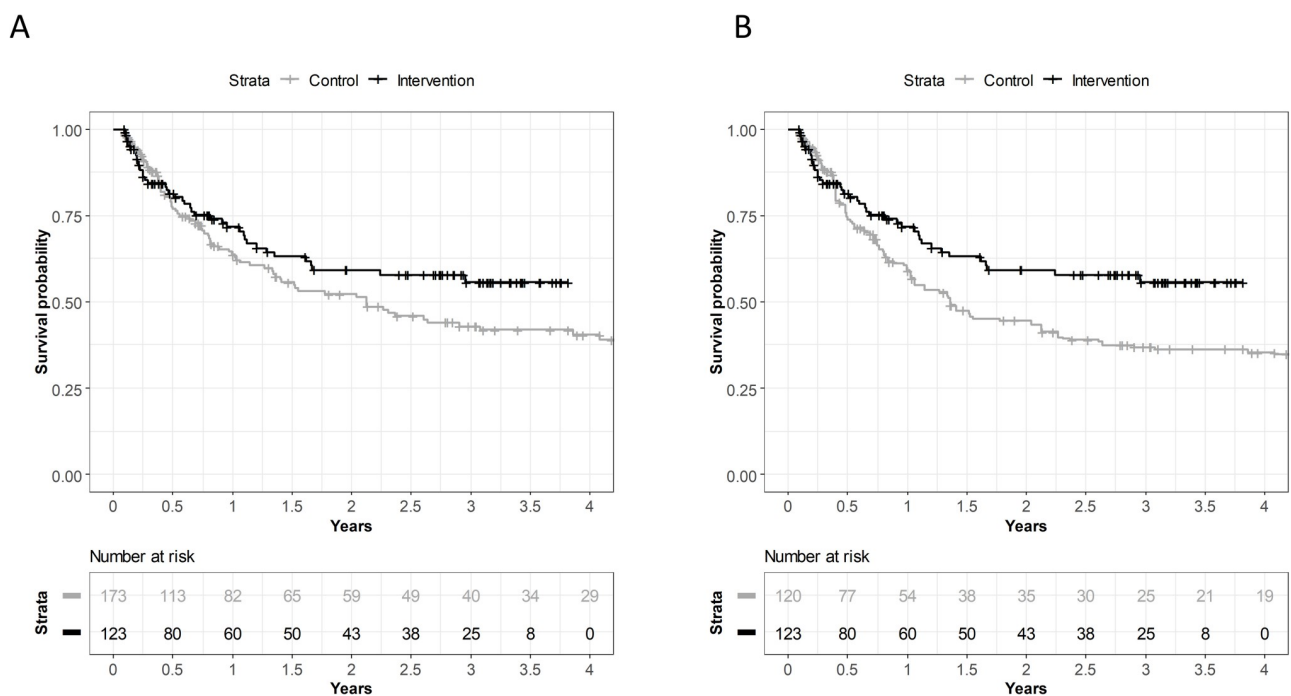 A
Strata Control Intervention
1.00
0.75
0.50
0.25
0.00
Survival probability
0 0.5 1 1.5 2 2.5 3 3.5 4
Years
Number at risk
Strata
173 113 82 65 59 49 40 34 29
123 80 60 50 43 38 25 8 0
0 0.5 1 1.5 2 2.5 3 3.5 4
Years
B
Strata Control Intervention
1.00
0.75
0.50
0.25
0.00
Survival probability
0 0.5 1 1.5 2 2.5 3 3.5 4
Years
Number at risk
Strata
120 77 54 38 35 30 25 21 19
123 80 60 50 43 38 25 8 0
0 0.5 1 1.5 2 2.5 3 3.5 4
Years